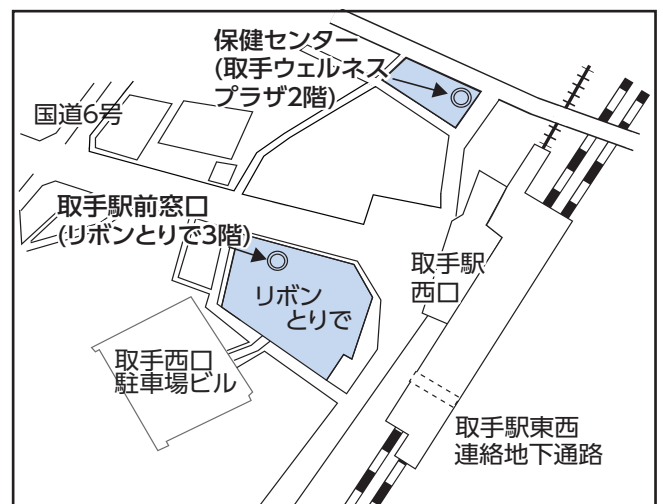 保健センター
(取手ウェルネス
プラザ2階)
国道6号
取手駅前窓口
(リボンとりで3階)
リボン
とりで
取手駅
西口
取手西口
駐車場ビル
取手駅東西
連絡地下通路